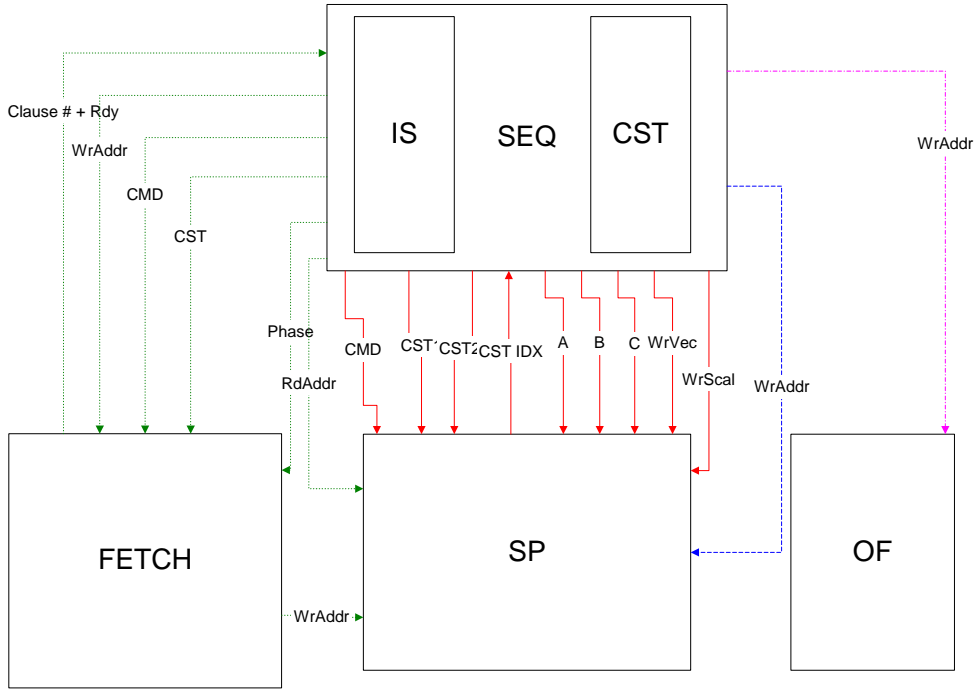 IS
SEQ
CST
Clause # + Rdy
WrAddr
WrAddr
CMD
CST
Phase
CMD
CST1
CST2
CST IDX
A
B
C
WrVec
RdAddr
WrScal
WrAddr
FETCH
SP
OF
WrAddr